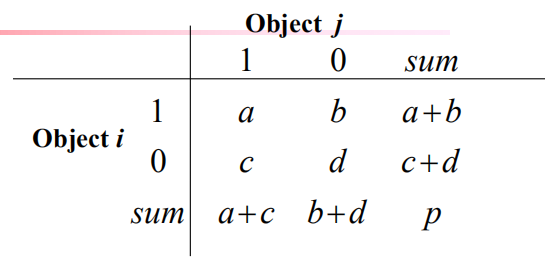 Object j
1 0 sum
1 a b a+b
Object i
0 c d c+d
sum a+c b+d p